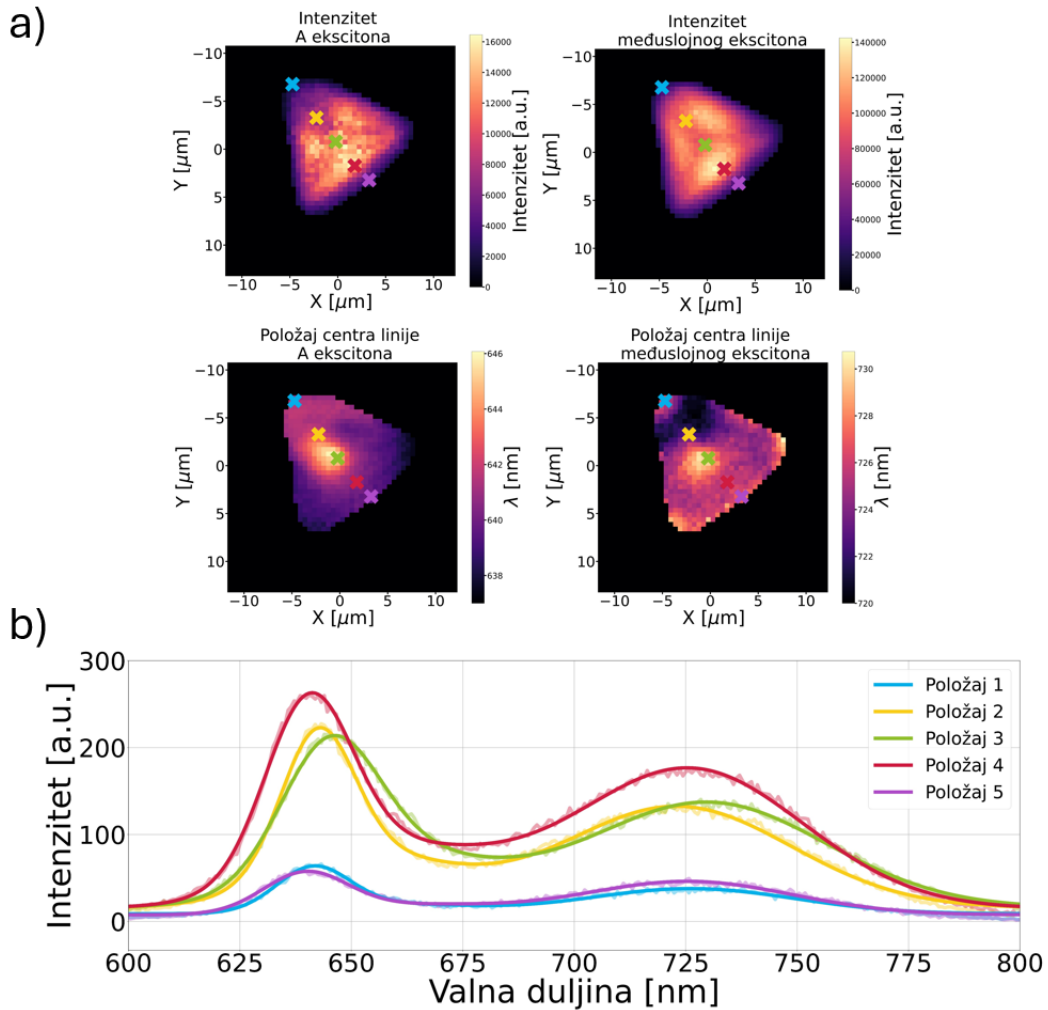 a)
Intenzitet
A ekscitona
−10
−5
0
5
10
Y [μm]
−10 −5 0 5 10
X [μm]
16000
14000
12000
10000
8000
6000
4000
2000
0
Intenzitet [a.u.]
Intenzitet
međuslojnog ekscitona
−10
−5
0
5
10
Y [μm]
−10 −5 0 5 10
X [μm]
140000
120000
100000
80000
60000
40000
20000
0
Intenzitet [a.u.]
Položaj centra linije
A ekscitona
−10
−5
0
5
10
Y [μm]
−10 −5 0 5 10
X [μm]
646
644
642
640
638
λ [nm]
Položaj centra linije
međuslojnog ekscitona
−10
−5
0
5
10
Y [μm]
−10 −5 0 5 10
X [μm]
730
728
726
724
722
720
λ [nm]
b)
300
200
100
0
Intenzitet [a.u.]
Položaj 1
Položaj 2
Položaj 3
Položaj 4
Položaj 5
600 625 650 675 700 725 750 775 800
Valna duljina [nm]